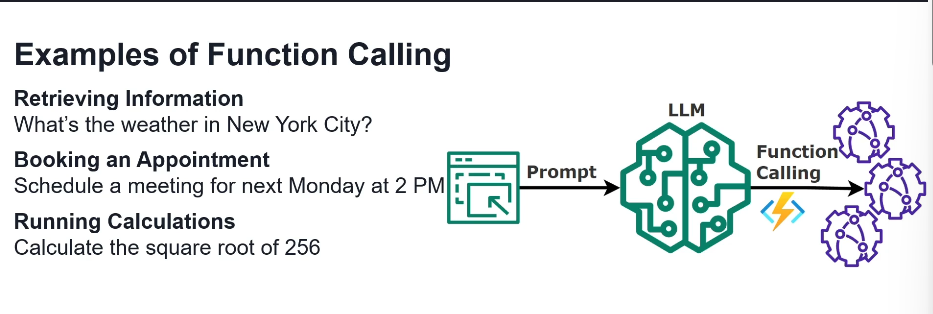 Examples of Function Calling
Retrieving Information
What's the weather in New York City?
Booking an Appointment
Schedule a meeting for next Monday at 2 PM
Running Calculations
Calculate the square root of 256
Prompt
LLM
Function
Calling